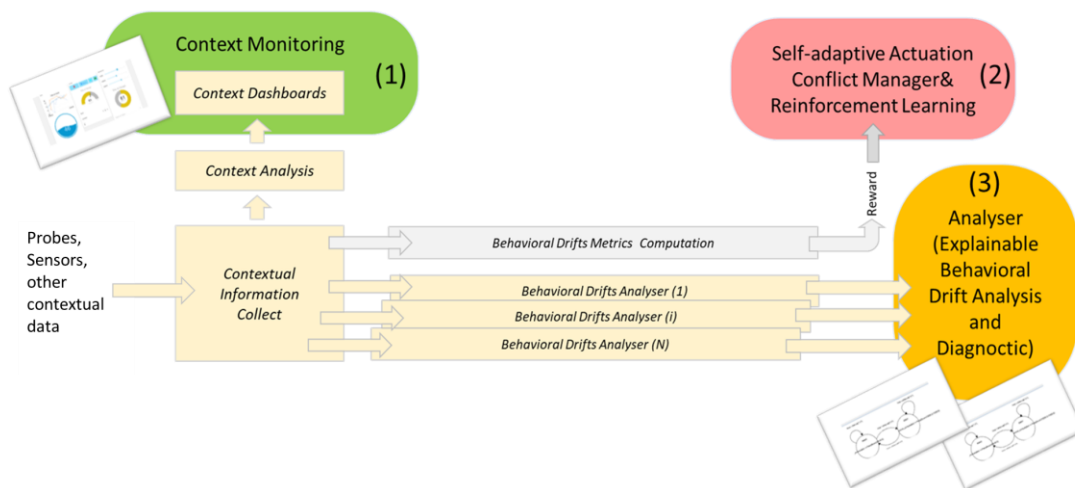 Context Monitoring
(1)
Context Dashboards
Context Analysis
Probes,
Sensors,
other
contextual
data
Contextual
Information
Collect
Behavioral Drifts Metrics Computation
Behavioral Drifts Analyser (1)
Behavioral Drifts Analyser (i)
Behavioral Drifts Analyser (N)
Reward
Self-adaptive Actuation
Conflict Manager&
Reinforcement Learning
(2)
(3)
Analyser
(Explainable
Behavioral
Drift Analysis
and
Diagnoctic)